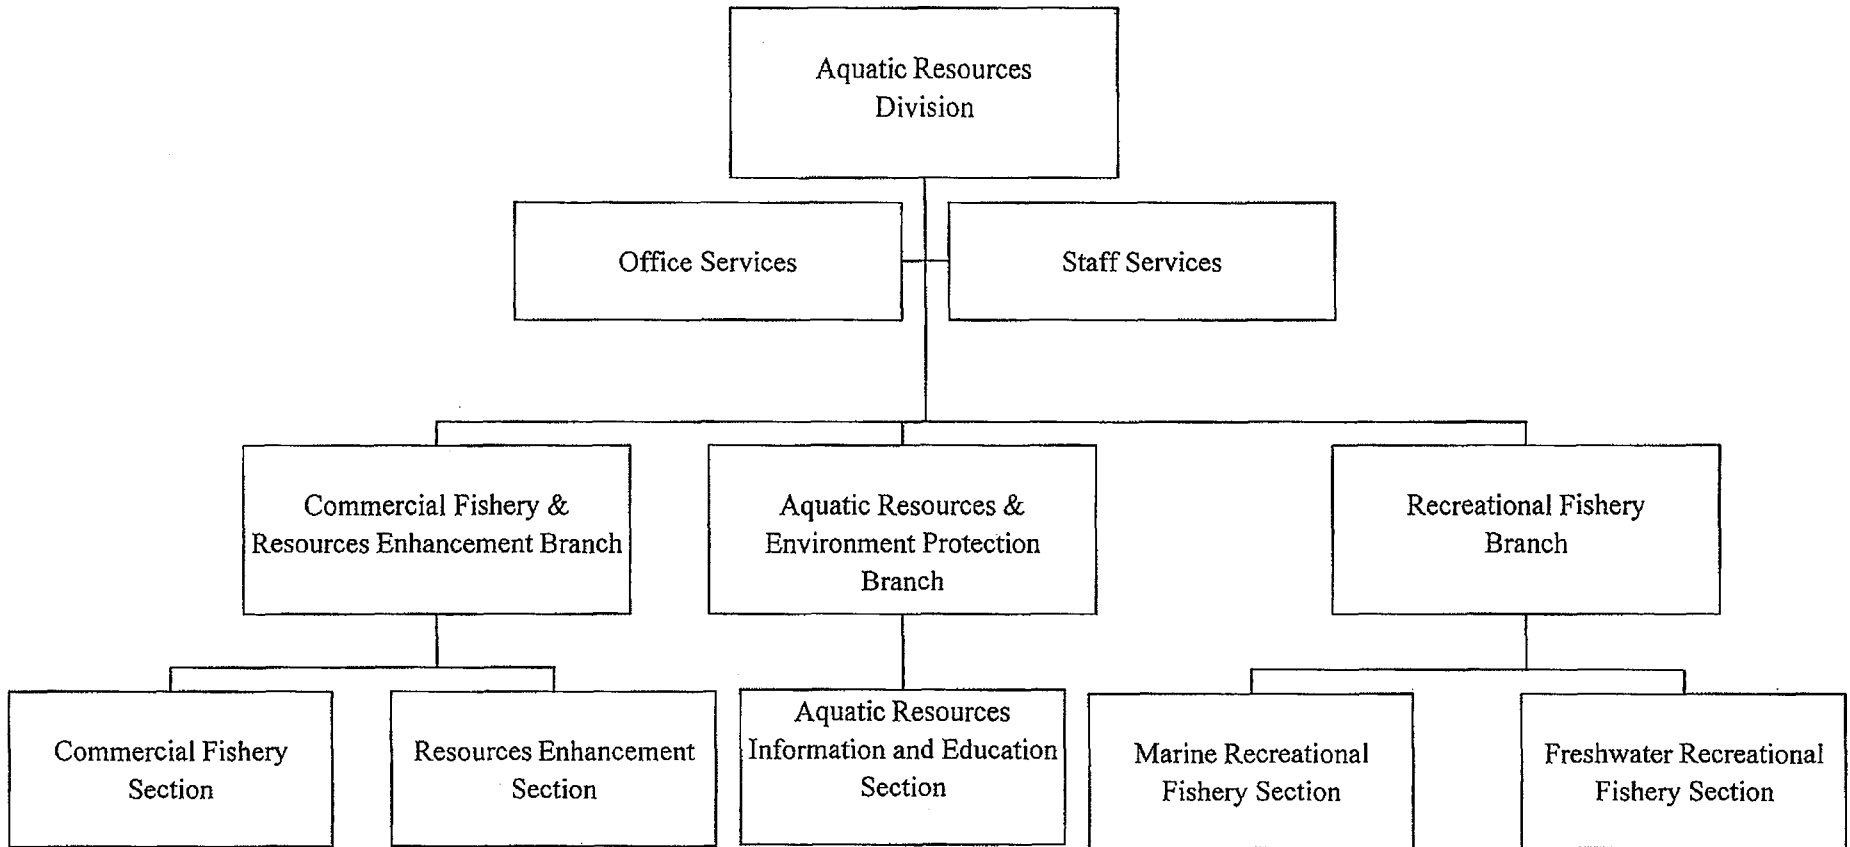 Aquatic Resources
Division
Office Services
Staff Services
Commercial Fishery &
Resources Enhancement Branch
Aquatic Resources &
Environment Protection
Branch
Recreational Fishery
Branch
Commercial Fishery
Section
Resources Enhancement
Section
Aquatic Resources
Information and Education
Section
Marine Recreational
Fishery Section
Freshwater Recreational
Fishery Section